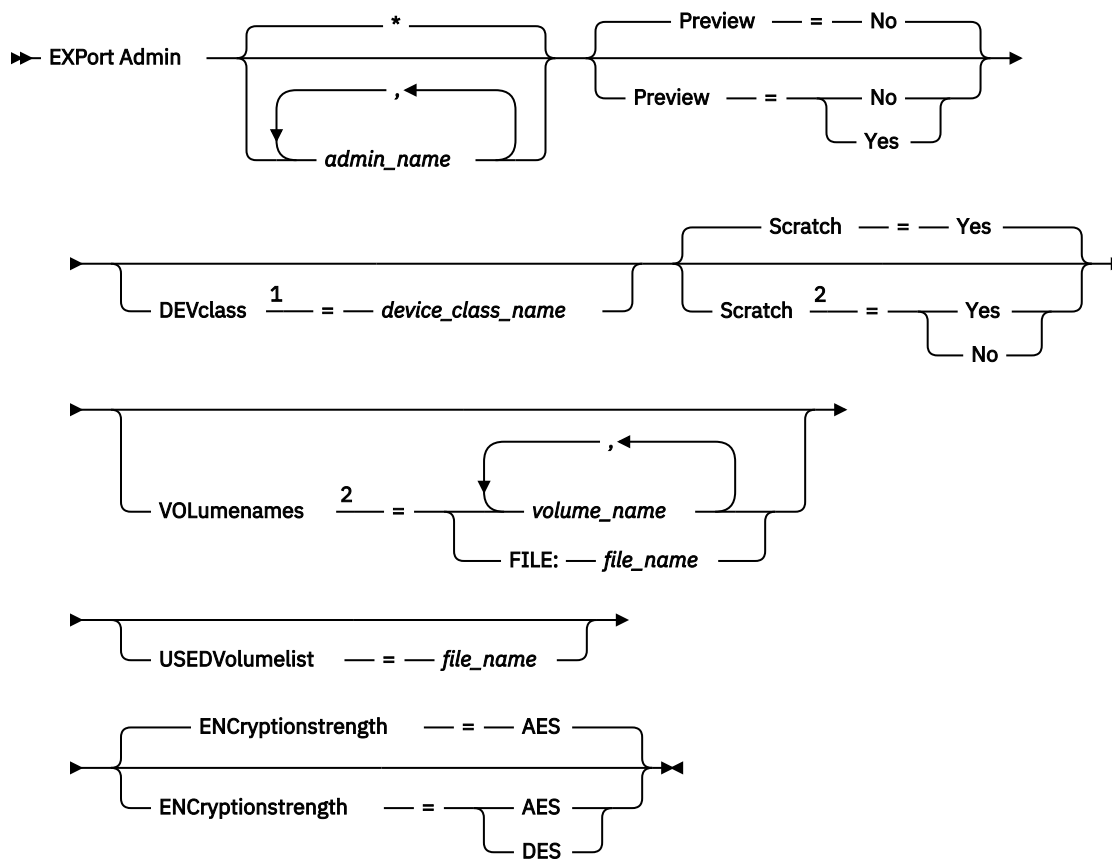 *
Preview = No
EXPort Admin
,
Preview = No
admin_name
Yes
Scratch = Yes
DEVclass 1 = device_class_name
Scratch 2 = Yes
No
,
VOLumenames 2 = volume_name
FILE: file_name
USEDVolumelist = file_name
ENCryptionstrength = AES
ENCryptionstrength = AES
DES